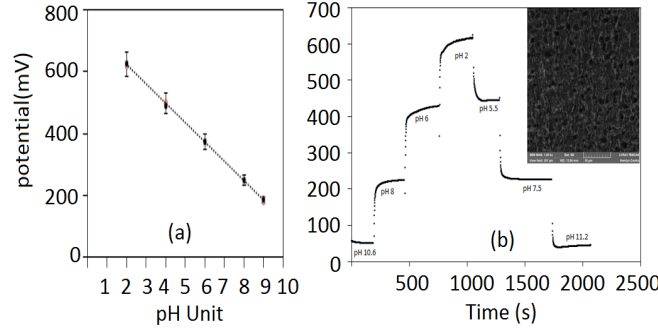 800
600
400
200
0
potential(mV)
(a)
1 2 3 4 5 6 7 8 9 10
pH Unit
700
600
500
400
300
200
100
0
pH 10.6
pH 8
pH 6
pH 2
pH 5.5
pH 7.5
pH 11.2
(b)
0 500 1000 1500 2000 2500
Time (s)